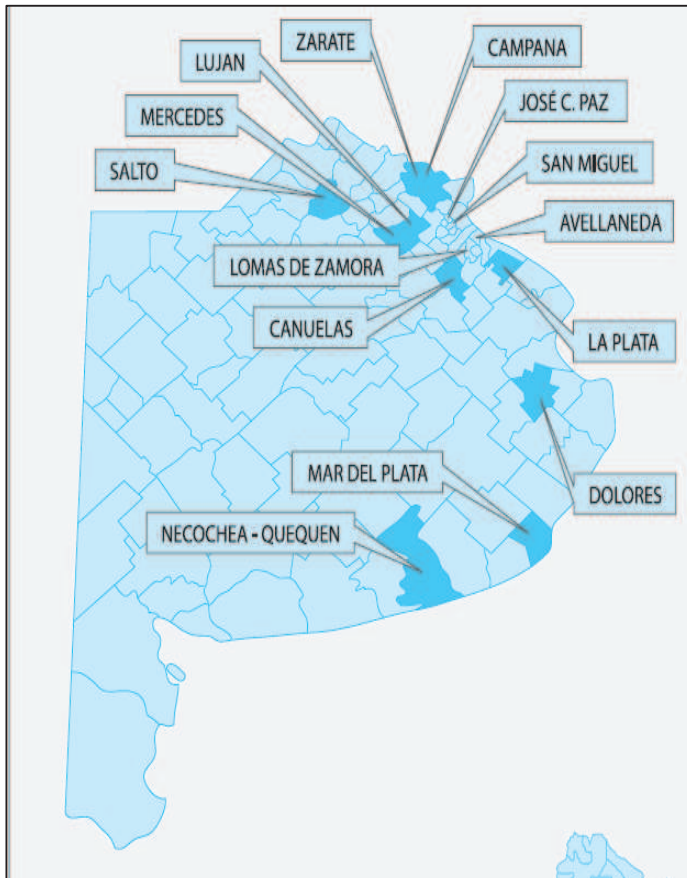 ZARATE
CAMPANA
LUJAN
JOSÉ C. PAZ
MERCEDES
SAN MIGUEL
SALTO
AVELLANEDA
LOMAS DE ZAMORA
CANUELAS
LA PLATA
MAR DEL PLATA
DOLORES
NECOCHEA - QUEQUEN